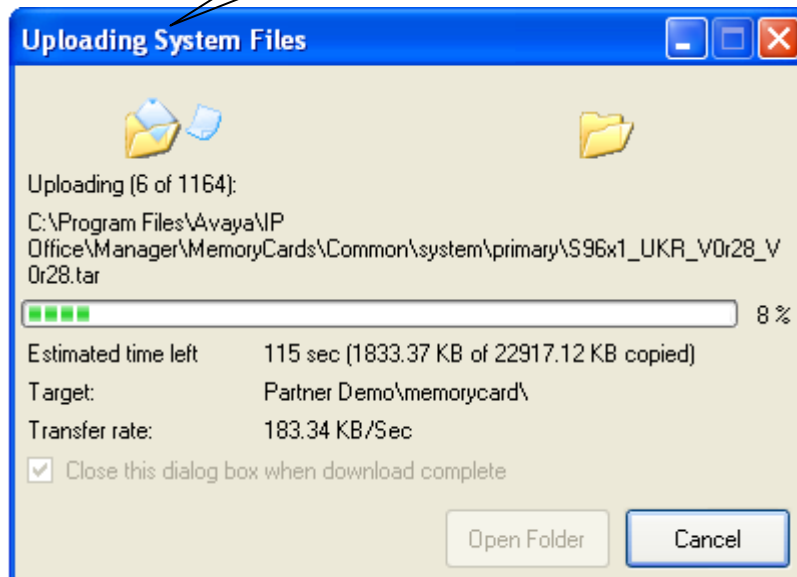 Uploading System Files
Uploading (6 of 1164):
C:\Program Files\Avaya\IP
Office\Manager\MemoryCards\Common\system\primary\S96x1_UKR_V0r28_V
0r28.tar
8 %
Estimated time left 115 sec (1833.37 KB of 22917.12 KB copied)
Target: Partner Demo\memorycard\
Transfer rate: 183.34 KB/Sec
Close this dialog box when download complete
Open Folder Cancel